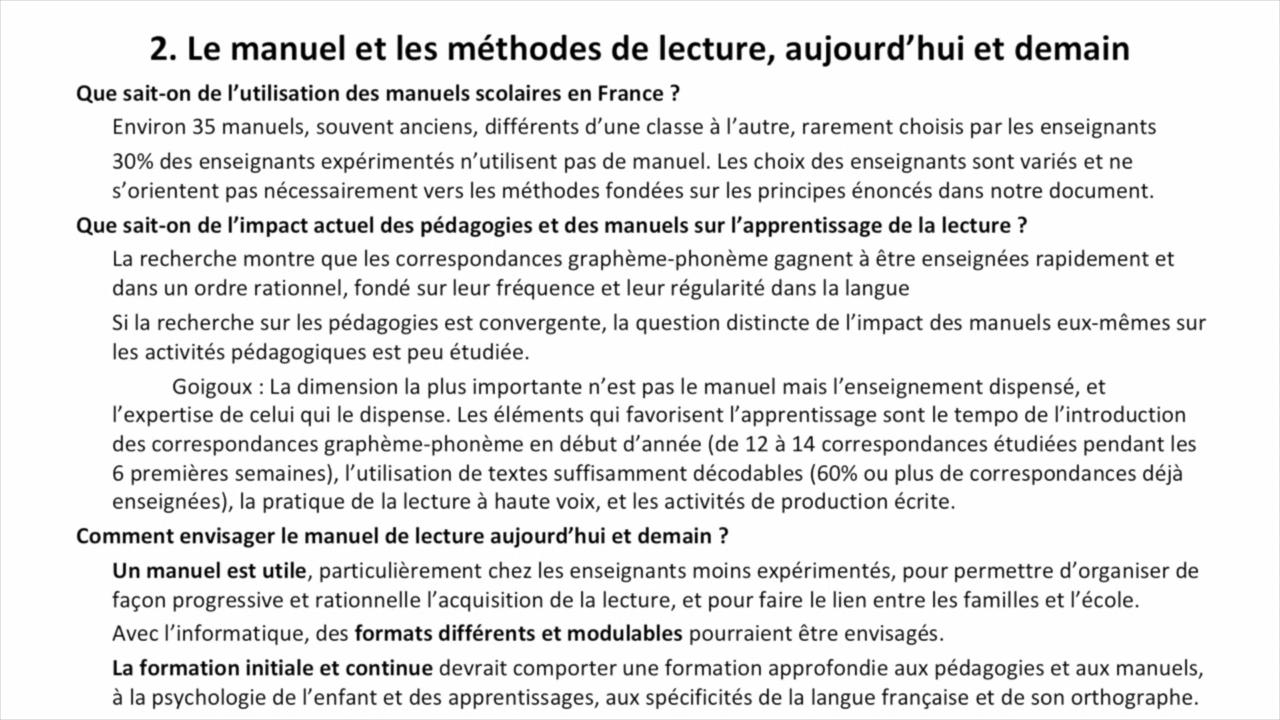 2. Le manuel et les méthodes de lecture, aujourd’hui et demain
Que sait-on de l’utilisation des manuels scolaires en France ?
Environ 35 manuels, souvent anciens, différents d’une classe à l’autre, rarement choisis par les enseignants
30% des enseignants expérimentés n’utilisent pas de manuel. Les choix des enseignants sont variés et ne
s’orientent pas nécessairement vers les méthodes fondées sur les principes énoncés dans notre document.
Que sait-on de l’impact actuel des pédagogies et des manuels sur l’apprentissage de la lecture ?
La recherche montre que les correspondances graphème-phonème gagnent à être enseignées rapidement et
dans un ordre rationnel, fondé sur leur fréquence et leur régularité dans la langue
Si la recherche sur les pédagogies est convergente, la question distincte de l’impact des manuels eux-mêmes sur
les activités pédagogiques est peu étudiée.
Goigoux : La dimension la plus importante n’est pas le manuel mais l’enseignement dispensé, et
l’expertise de celui qui le dispense. Les éléments qui favorisent l’apprentissage sont le tempo de l’introduction
des correspondances graphème-phonème en début d’année (de 12 à 14 correspondances étudiées pendant les
6 premières semaines), l’utilisation de textes suffisamment décodables (60% ou plus de correspondances déjà
enseignées), la pratique de la lecture à haute voix, et les activités de production écrite.
Comment envisager le manuel de lecture aujourd’hui et demain ?
Un manuel est utile, particulièrement chez les enseignants moins expérimentés, pour permettre d’organiser de
façon progressive et rationnelle l’acquisition de la lecture, et pour faire le lien entre les familles et l’école.
Avec l’informatique, des formats différents et modulables pourraient être envisagés.
La formation initiale et continue devrait comporter une formation approfondie aux pédagogies et aux manuels,
à la psychologie de l’enfant et des apprentissages, aux spécificités de la langue française et de son orthographe.